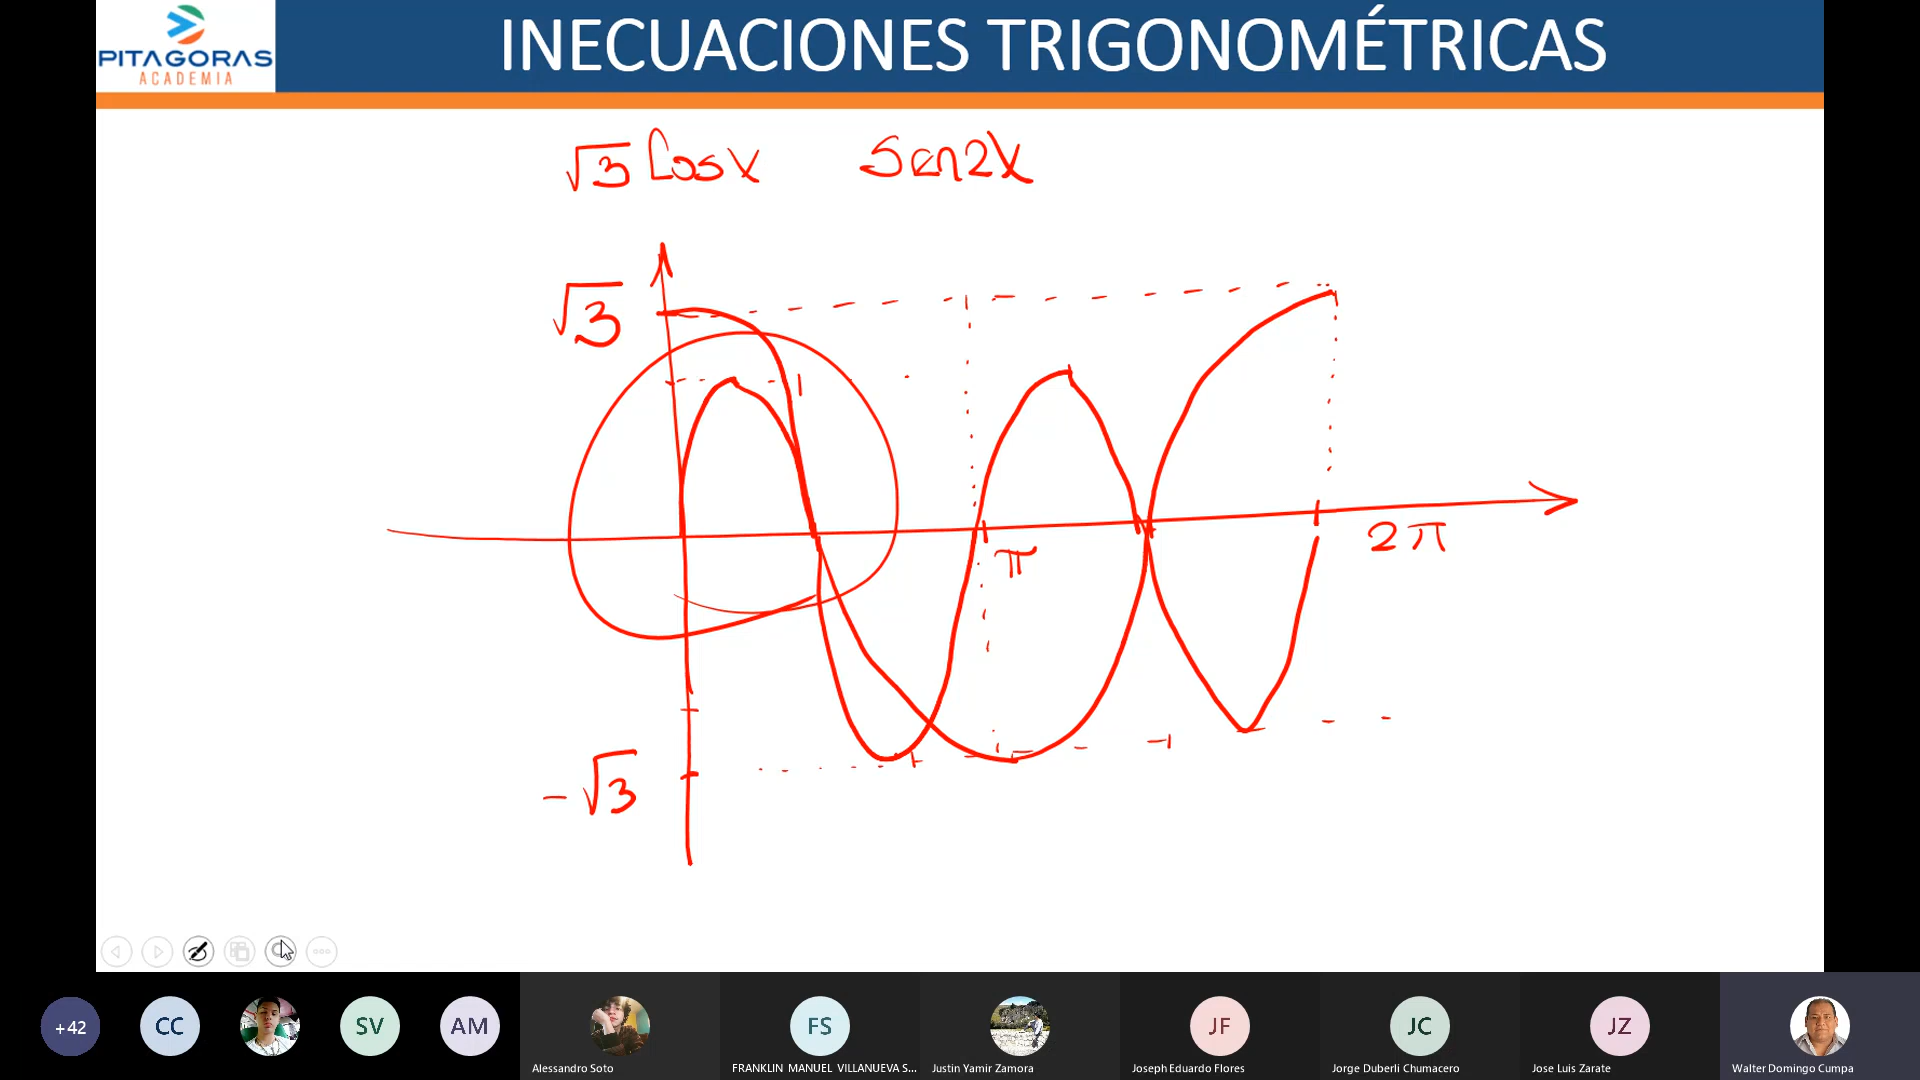 PITAGORAS
ACADEMIA
INECUACIONES TRIGONOMÉTRICAS
√3 Cosx Sen2x
√3
π
2π
-√3
+42
CC
SV
AM
FS
JF
JC
JZ
Alessandro Soto
FRANKLIN MANUEL VILLANUEVA S...
Justin Yamir Zamora
Joseph Eduardo Flores
Jorge Duberli Chumacero
Jose Luis Zarate
Walter Domingo Cumpa